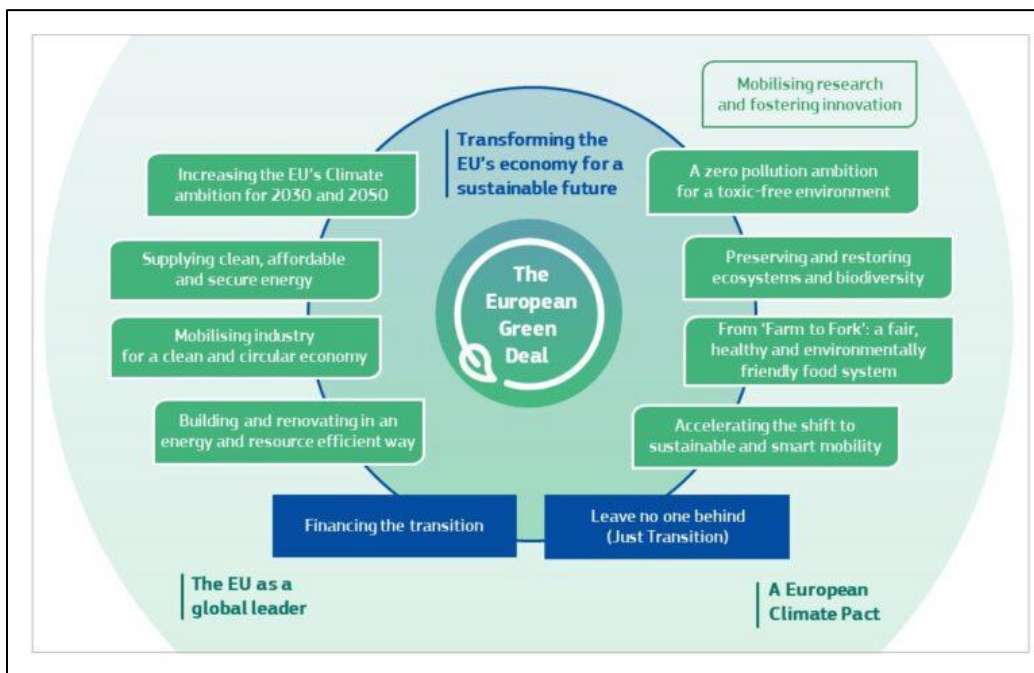 Mobilising research
and fostering innovation
Transforming the
EU's economy for a
sustainable future
Increasing the EU's Climate
ambition for 2030 and 2050
A zero pollution ambition
for a toxic-free environment
Supplying clean, affordable
and secure energy
Preserving and restoring
ecosystems and biodiversity
The
European
Green
Deal
Mobilising industry
for a clean and circular economy
From 'Farm to Fork': a fair,
healthy and environmentally
friendly food system
Building and renovating in an
energy and resource efficient way
Accelerating the shift to
sustainable and smart mobility
Financing the transition
Leave no one behind
(Just Transition)
The EU as a
global leader
A European
Climate Pact